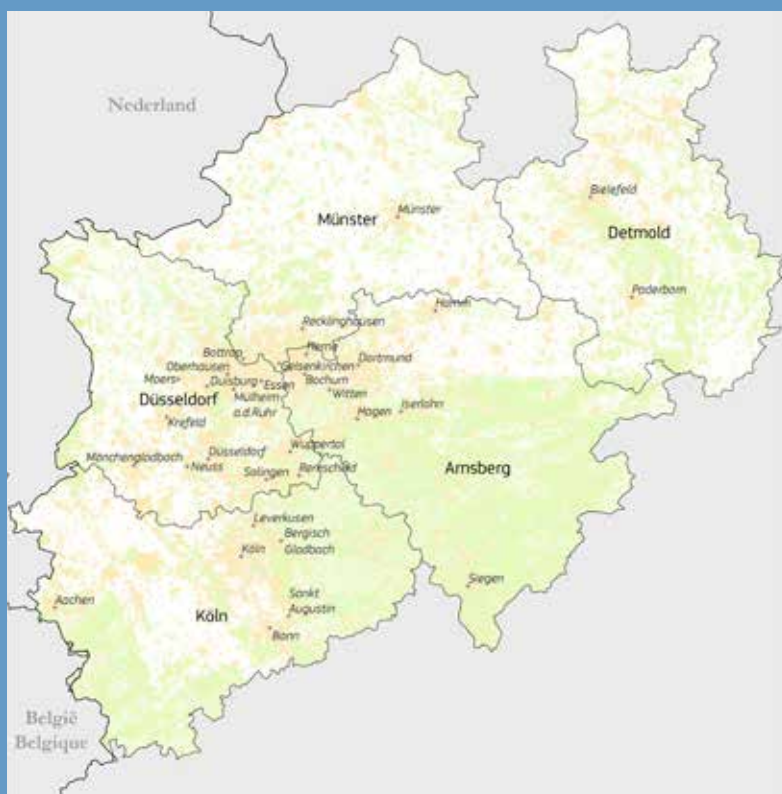 Nederland
Bielefeld
Münster
Münster
Detmold
Paderborn
Hamm
Recklinghausen
Herne
Bottrop
Dortmund
Oberhausen
Gelsenkirchen
Moers
Duisburg
Essen
Bochum
Mülheim
a.d.Ruhr
Witten
Düsseldorf
Krefeld
Hagen
Iserlohn
Wuppertal
Mönchengladbach
Düsseldorf
Neuss
Solingen
Remscheid
Arnsberg
Leverkusen
Bergisch
Gladbach
Köln
Siegen
Sankt
Augustin
Aachen
Köln
Bonn
België
Belgique